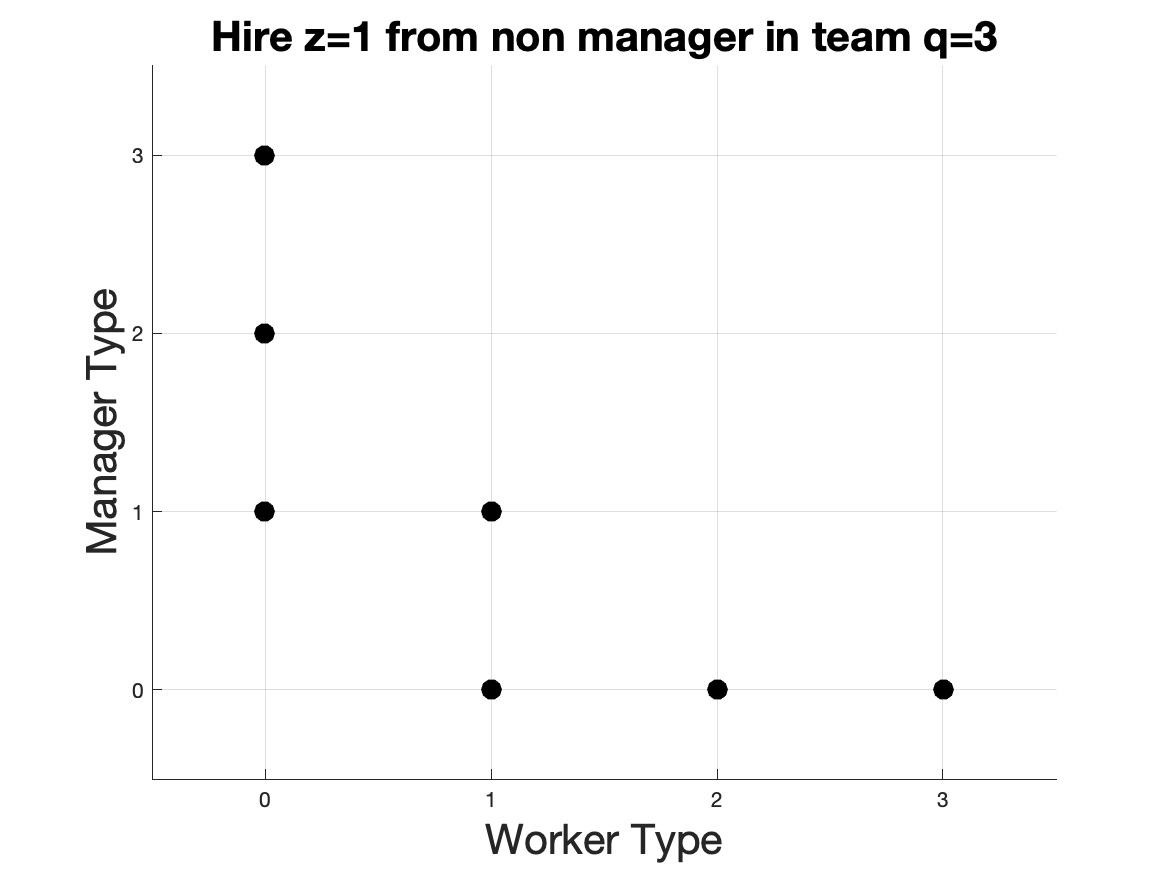 Hire z=1 from non manager in team q=3
Manager Type
3
2
1
0
0 1 2 3
Worker Type